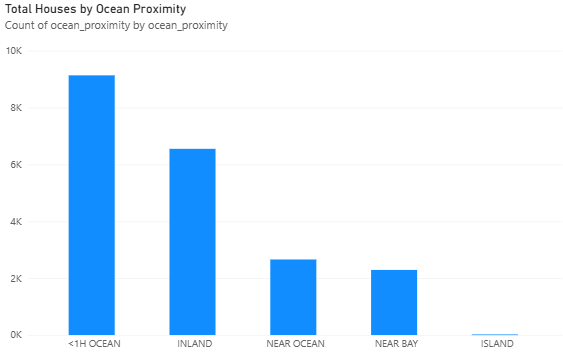 Total Houses by Ocean Proximity
Count of ocean_proximity by ocean_proximity
10K
8K
6K
4K
2K
0K
<1H OCEAN INLAND NEAR OCEAN NEAR BAY ISLAND